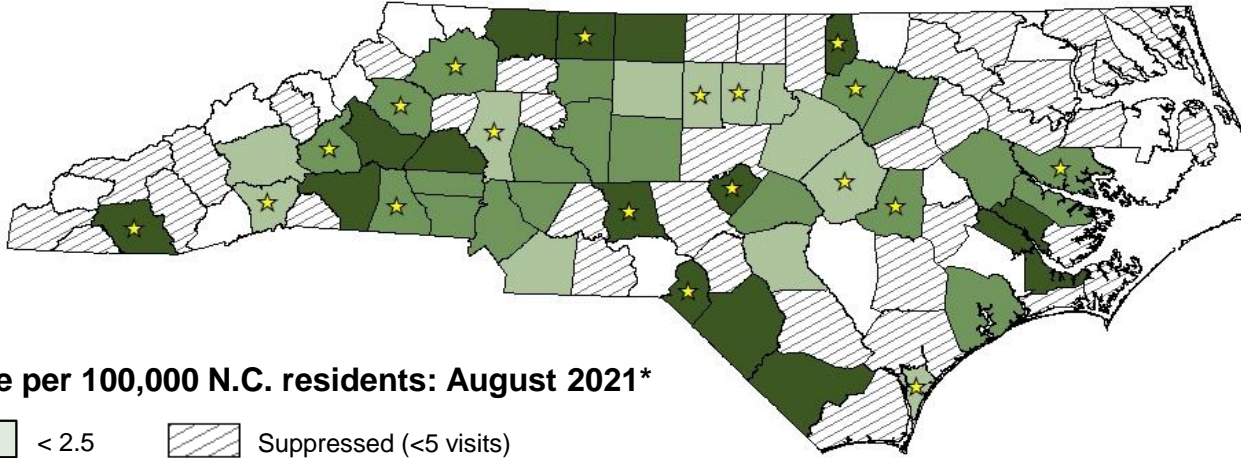 e per 100,000 N.C. residents: August 2021*
< 2.5
Suppressed (<5 visits)